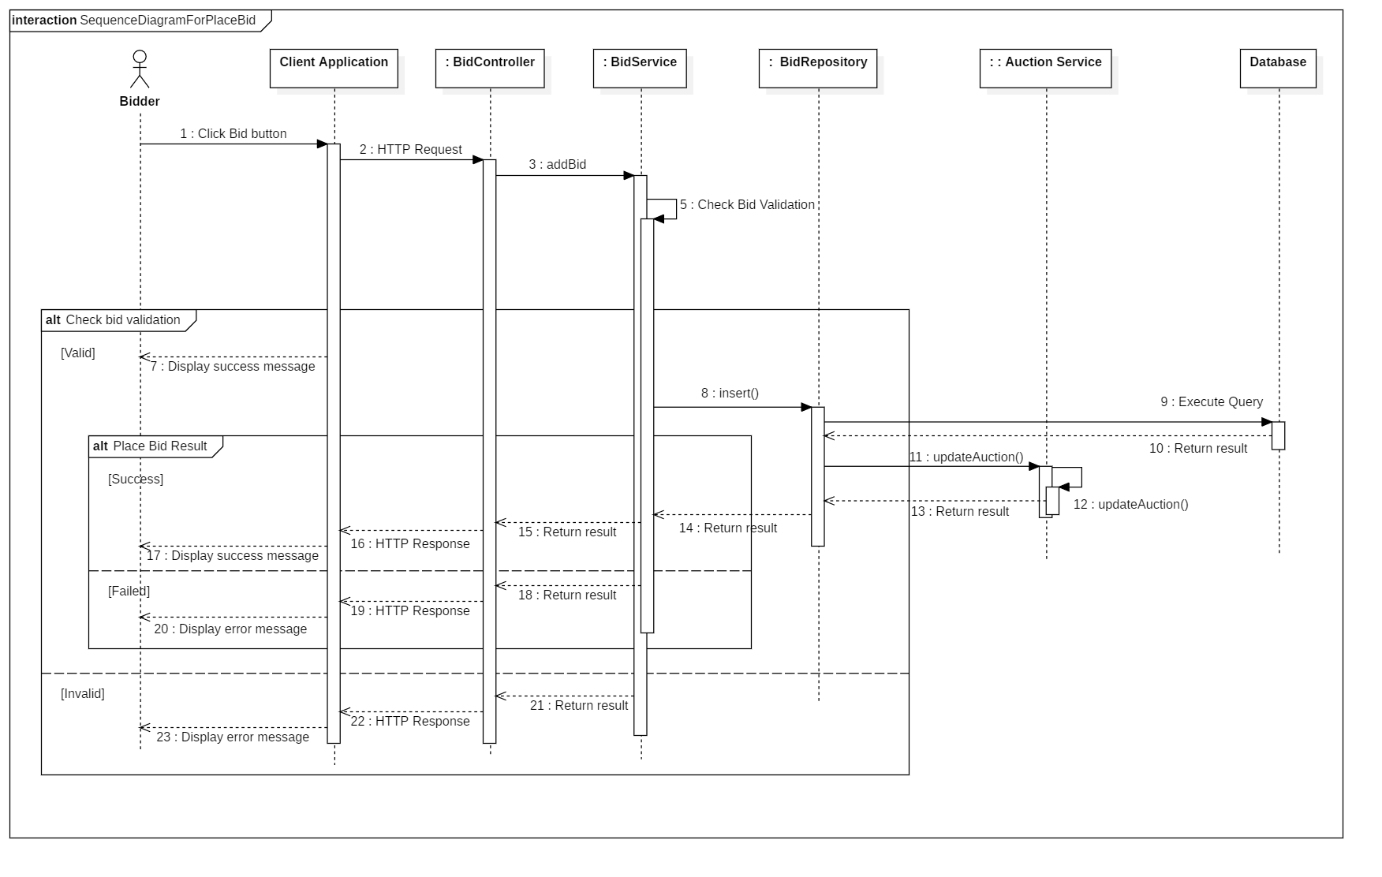 interaction SequenceDiagramForPlaceBid
Bidder
Client Application
: BidController
: BidService
: BidRepository
: : Auction Service
Database
1 : Click Bid button
2 : HTTP Request
3 : addBid
5 : Check Bid Validation
alt Check bid validation
[Valid]
7 : Display success message
8 : insert()
9 : Execute Query
alt Place Bid Result
10 : Return result
11 : updateAuction()
[Success]
12 : updateAuction()
13 : Return result
14 : Return result
15 : Return result
16 : HTTP Response
17 : Display success message
[Failed]
18 : Return result
19 : HTTP Response
20 : Display error message
[Invalid]
21 : Return result
22 : HTTP Response
23 : Display error message